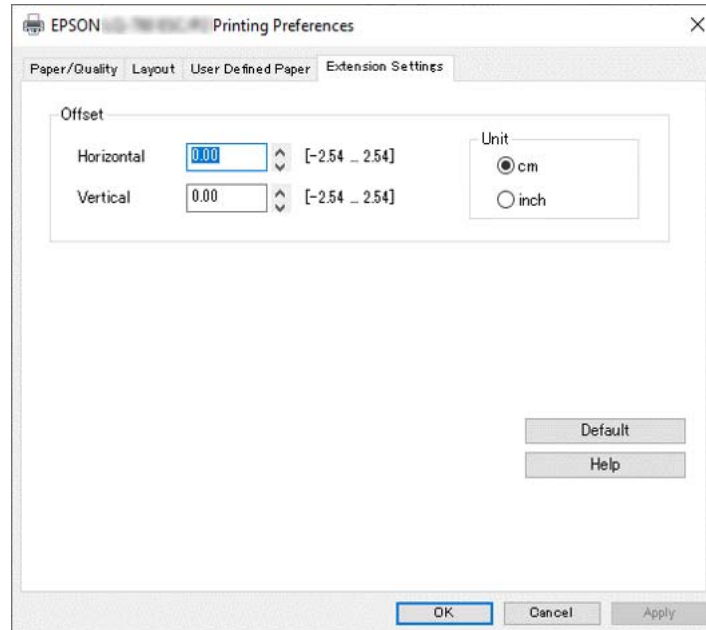 EPSON Printing Preferences
Paper/Quality Layout User Defined Paper Extension Settings
Offset
Horizontal 0.00 [-2.54 .. 2.54]
Vertical 0.00 [-2.54 .. 2.54]
Unit
cm
inch
Default
Help
OK Cancel Apply